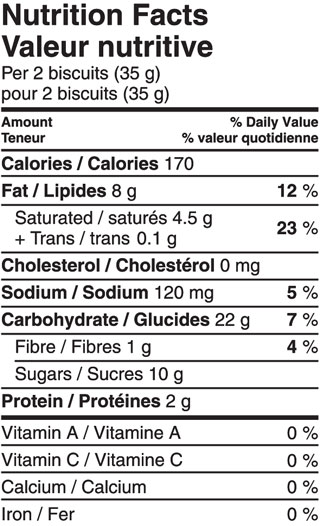 Nutrition Facts
Valeur nutritive
Per 2 biscuits (35 g)
pour 2 biscuits (35 g)
Amount % Daily Value
Teneur % valeur quotidienne
Calories / Calories 170
Fat / Lipides 8 g 12 %
Saturated / saturés 4.5 g
+ Trans / trans 0.1 g 23 %
Cholesterol / Cholestérol 0 mg
Sodium / Sodium 120 mg 5 %
Carbohydrate / Glucides 22 g 7 %
Fibre / Fibres 1 g 4 %
Sugars / Sucres 10 g
Protein / Protéines 2 g
Vitamin A / Vitamine A 0 %
Vitamin C / Vitamine C 0 %
Calcium / Calcium 0 %
Iron / Fer 0 %